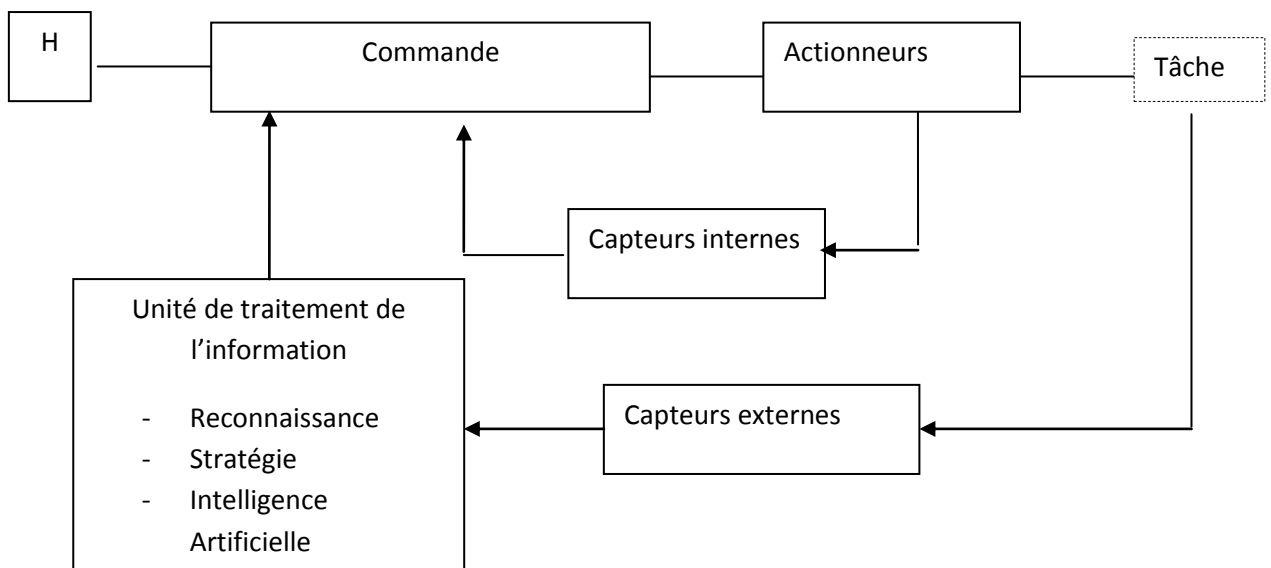 H
Commande
Actionneurs
Tâche
Capteurs internes
Unité de traitement de
l’information
- Reconnaissance
- Stratégie
- Intelligence
Artificielle
Capteurs externes